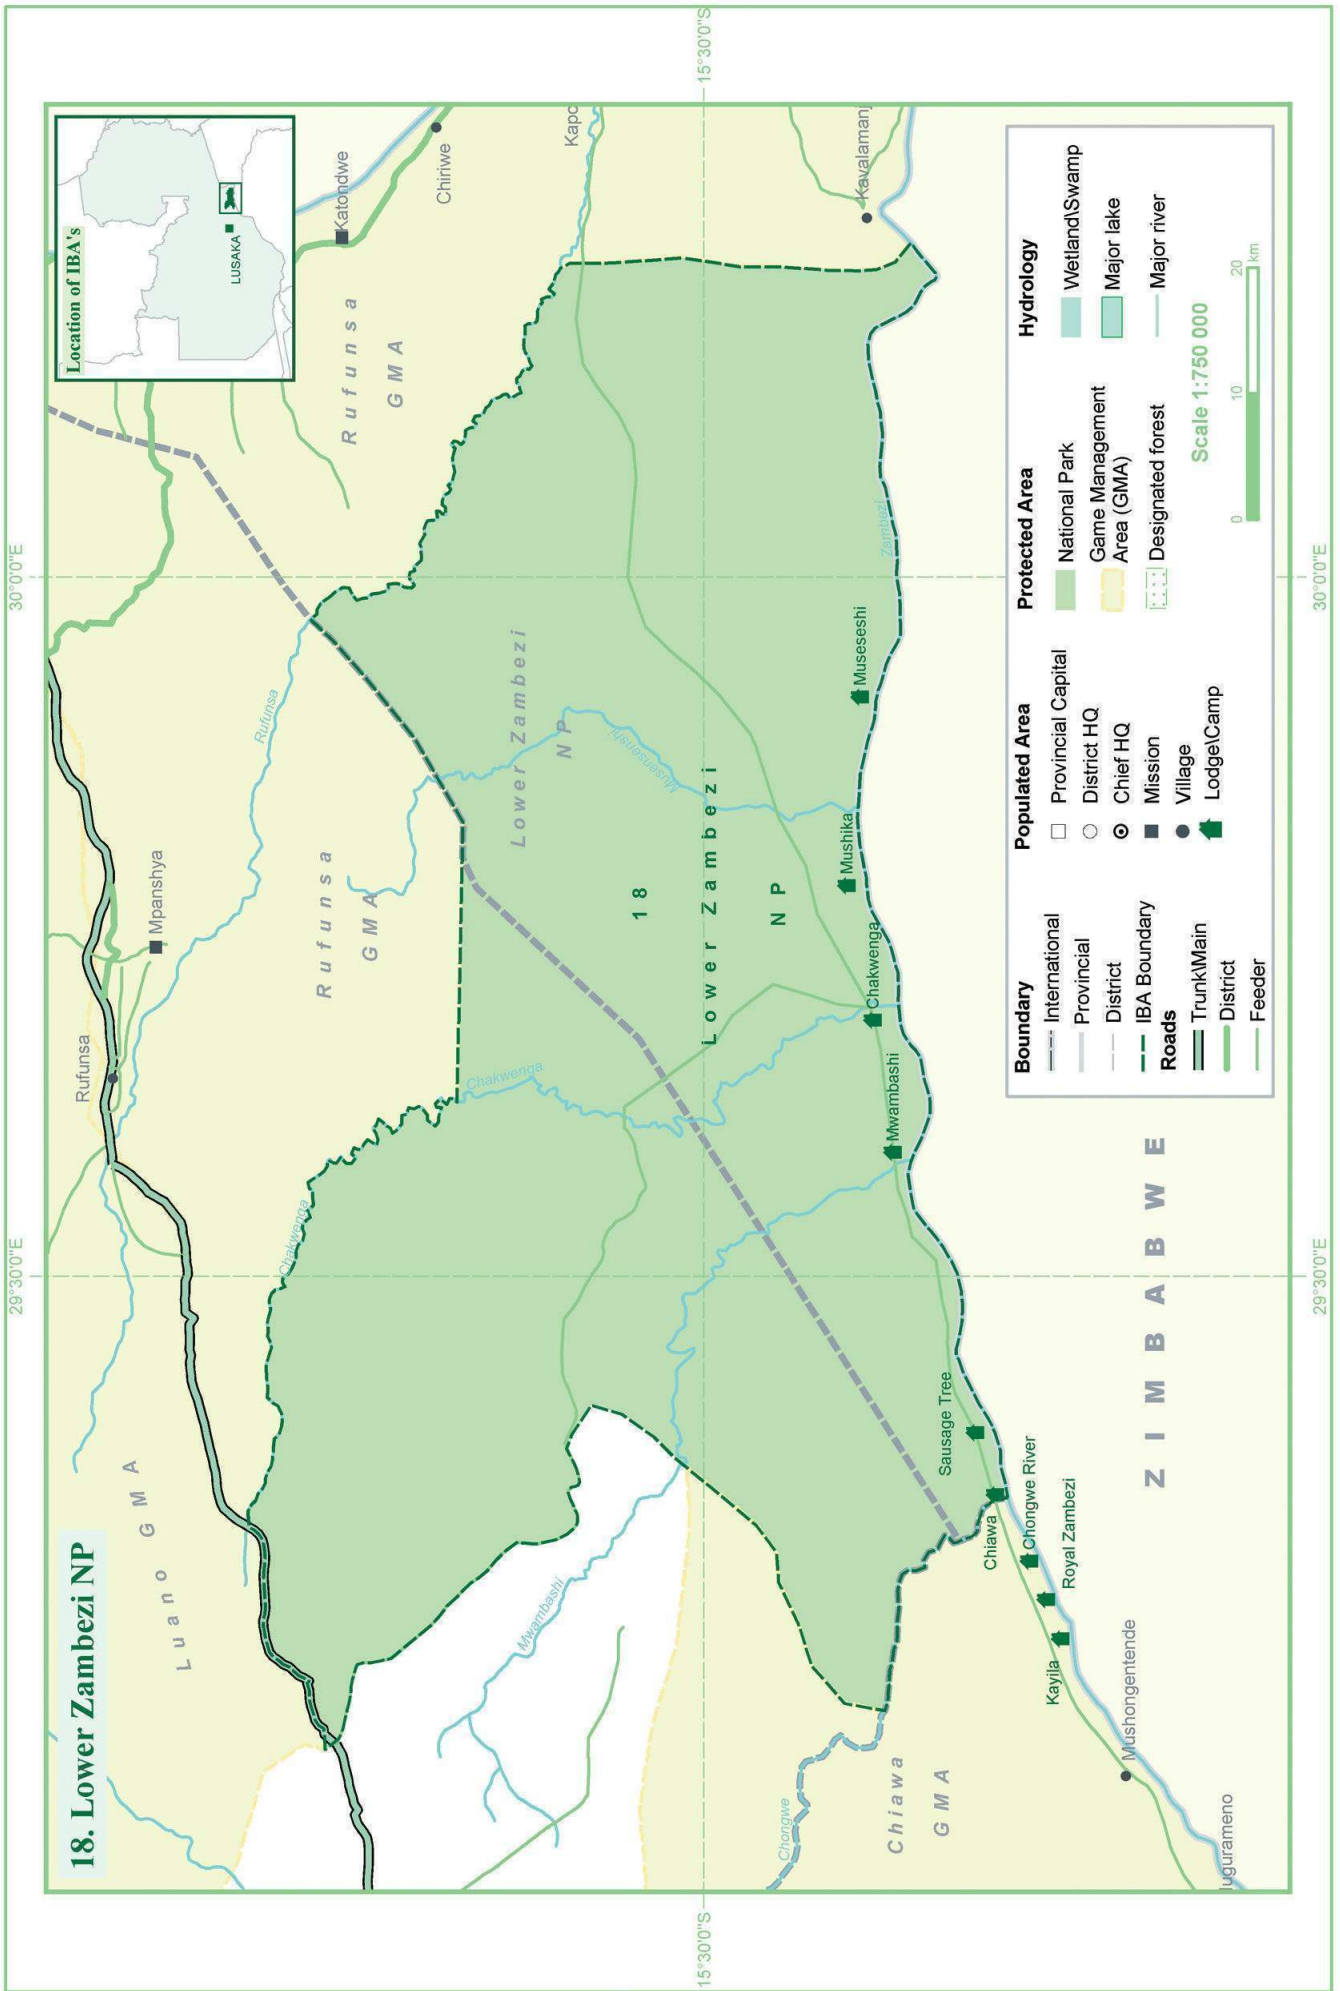 18. Lower Zambezi NP
Location of IBA's
LUSAKA
29°30'0"E
30°0'0"E
15°30'0"S
15°30'0"S
29°30'0"E
30°0'0"E
Luano GMA
Rufunsa
Mpanshya
Rufunsa
Rufunsa
GMA
Rufunsa
GMA
Katondwe
Chiriwe
Kapc
Kavalamanj
Chakwenga
Chakwenga
Lower Zambezi
NP
Musensenshi
18
Lower Zambezi
NP
Mwambashi
Zambezi
Museseshi
Mushika
Chakwenga
Mwambashi
Sausage Tree
Chiawa
Chongwe River
Royal Zambezi
Kayila
Mushongentende
Chongwe
Chiawa
GMA
lugurameno
ZIMBABWE
Boundary
International
Provincial
District
IBA Boundary
Roads
Trunk\Main
District
Feeder
Populated Area
Provincial Capital
District HQ
Chief HQ
Mission
Village
Lodge\Camp
Protected Area
National Park
Game Management
Area (GMA)
Designated forest
Hydrology
Wetland\Swamp
Major lake
Major river
Scale 1:750 000
0 10 20
km